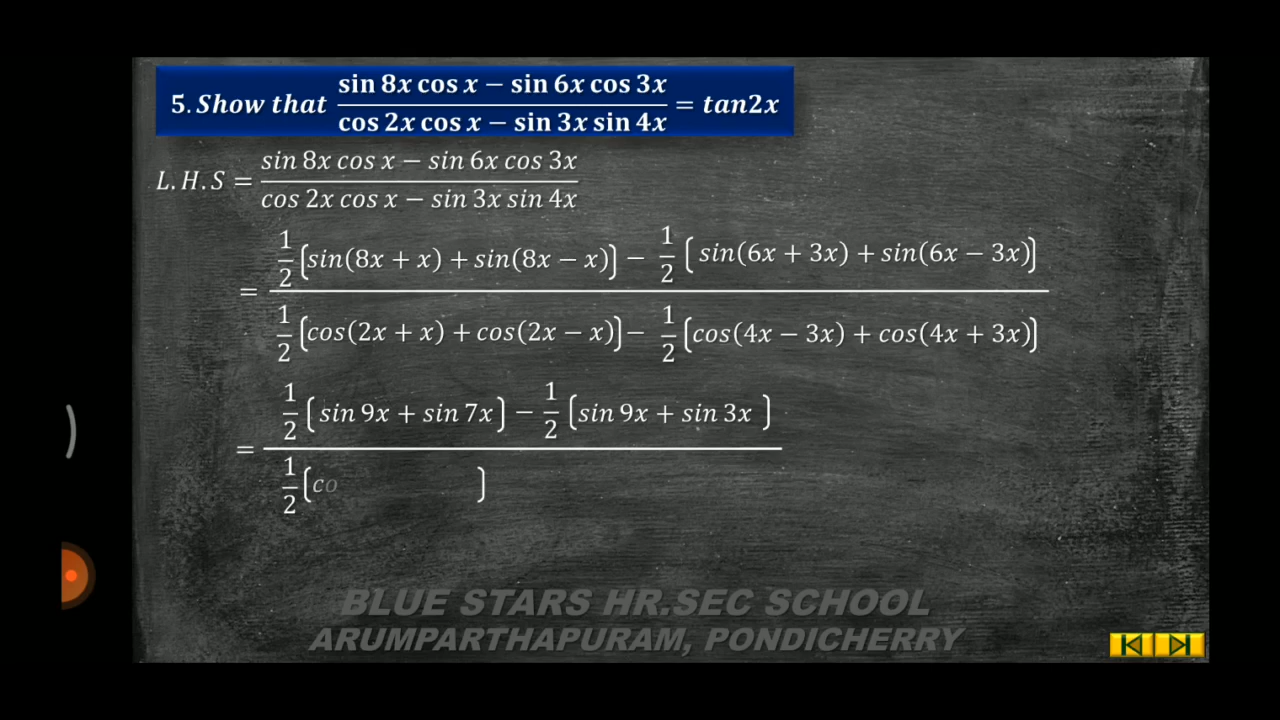 5. Show that (sin 8x cos x − sin 6x cos 3x)/(cos 2x cos x − sin 3x sin 4x) = tan2x
L.H.S = (sin 8x cos x − sin 6x cos 3x)/(cos 2x cos x − sin 3x sin 4x)
= (1/2 [sin(8x + x) + sin(8x − x)] − 1/2 [sin(6x + 3x) + sin(6x − 3x)])/(1/2 [cos(2x + x) + cos(2x − x)] − 1/2 [cos(4x − 3x) + cos(4x + 3x)])
= (1/2 [sin 9x + sin 7x] − 1/2 [sin 9x + sin 3x])/(1/2 [co ])
BLUE STARS HR.SEC SCHOOL
ARUMPARTHAPURAM, PONDICHERRY